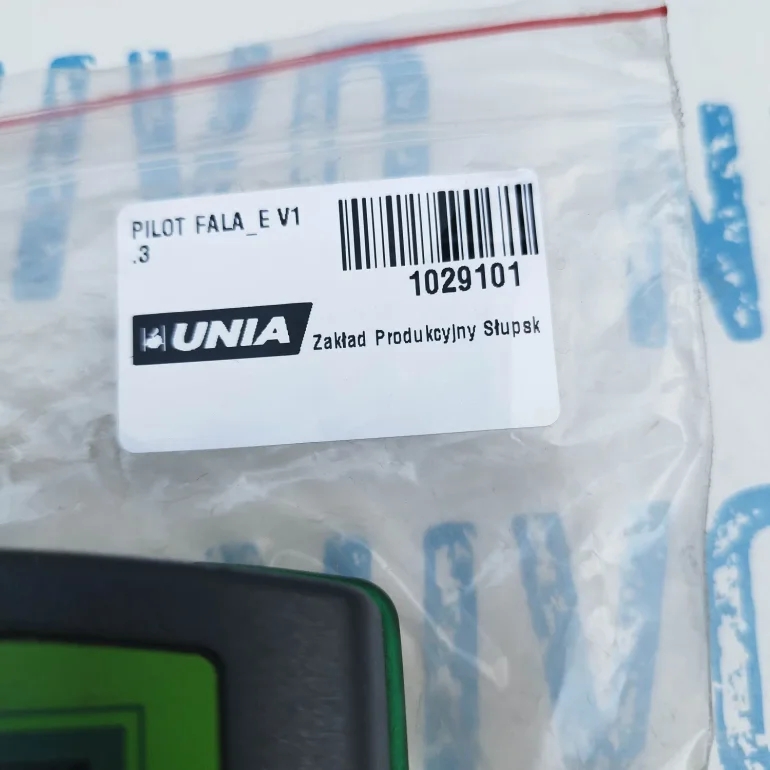 PILOT FALA_E V1
.3
1029101
UNIA
Zakład Produkcyjny Słupsk